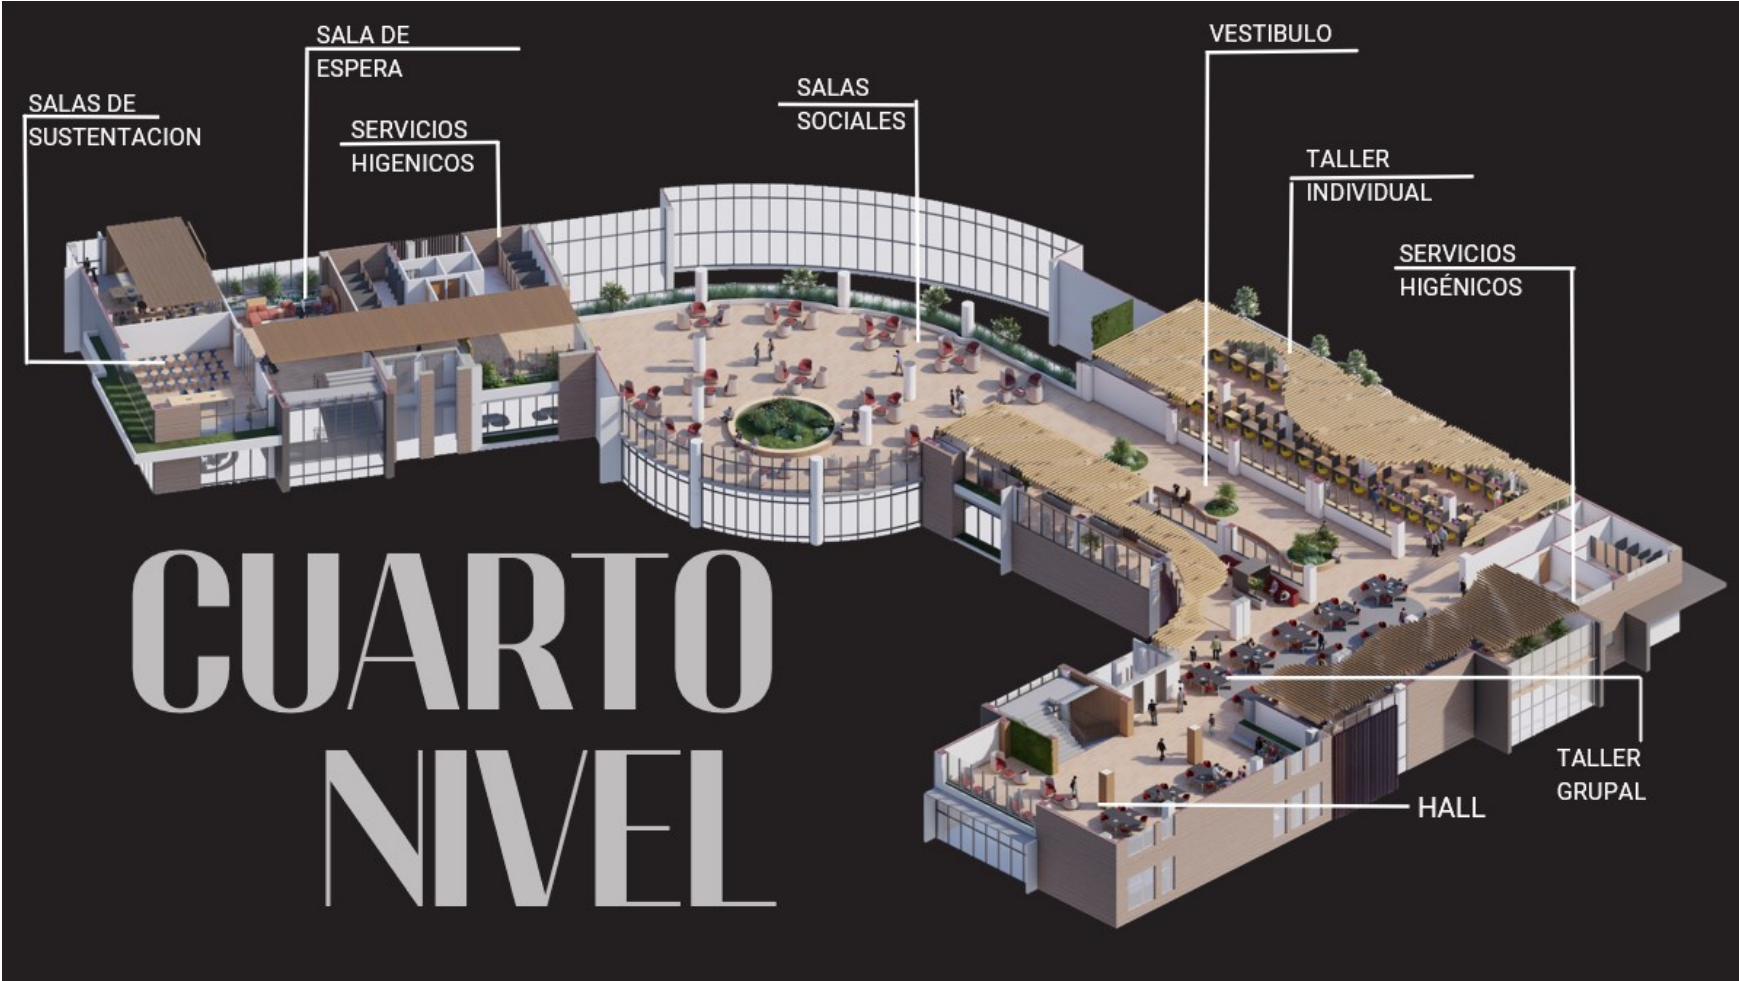 SALA DE
ESPERA
VESTIBULO
SALAS DE
SUSTENTACION
SERVICIOS
HIGENICOS
SALAS
SOCIALES
TALLER
INDIVIDUAL
SERVICIOS
HIGÉNICOS
CUARTO
NIVEL
TALLER
GRUPAL
HALL